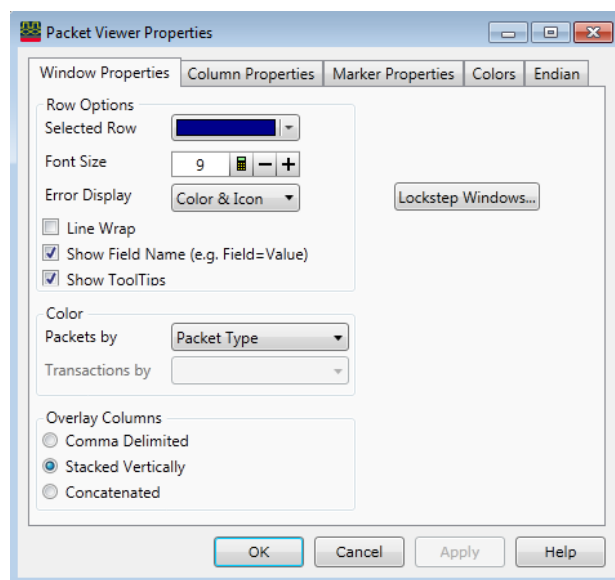 Packet Viewer Properties
Window Properties Column Properties Marker Properties Colors Endian
Row Options
Selected Row
Font Size 9
Error Display Color & Icon
Lockstep Windows...
Line Wrap
Show Field Name (e.g. Field=Value)
Show ToolTips
Color
Packets by Packet Type
Transactions by
Overlay Columns
Comma Delimited
Stacked Vertically
Concatenated
OK Cancel Apply Help